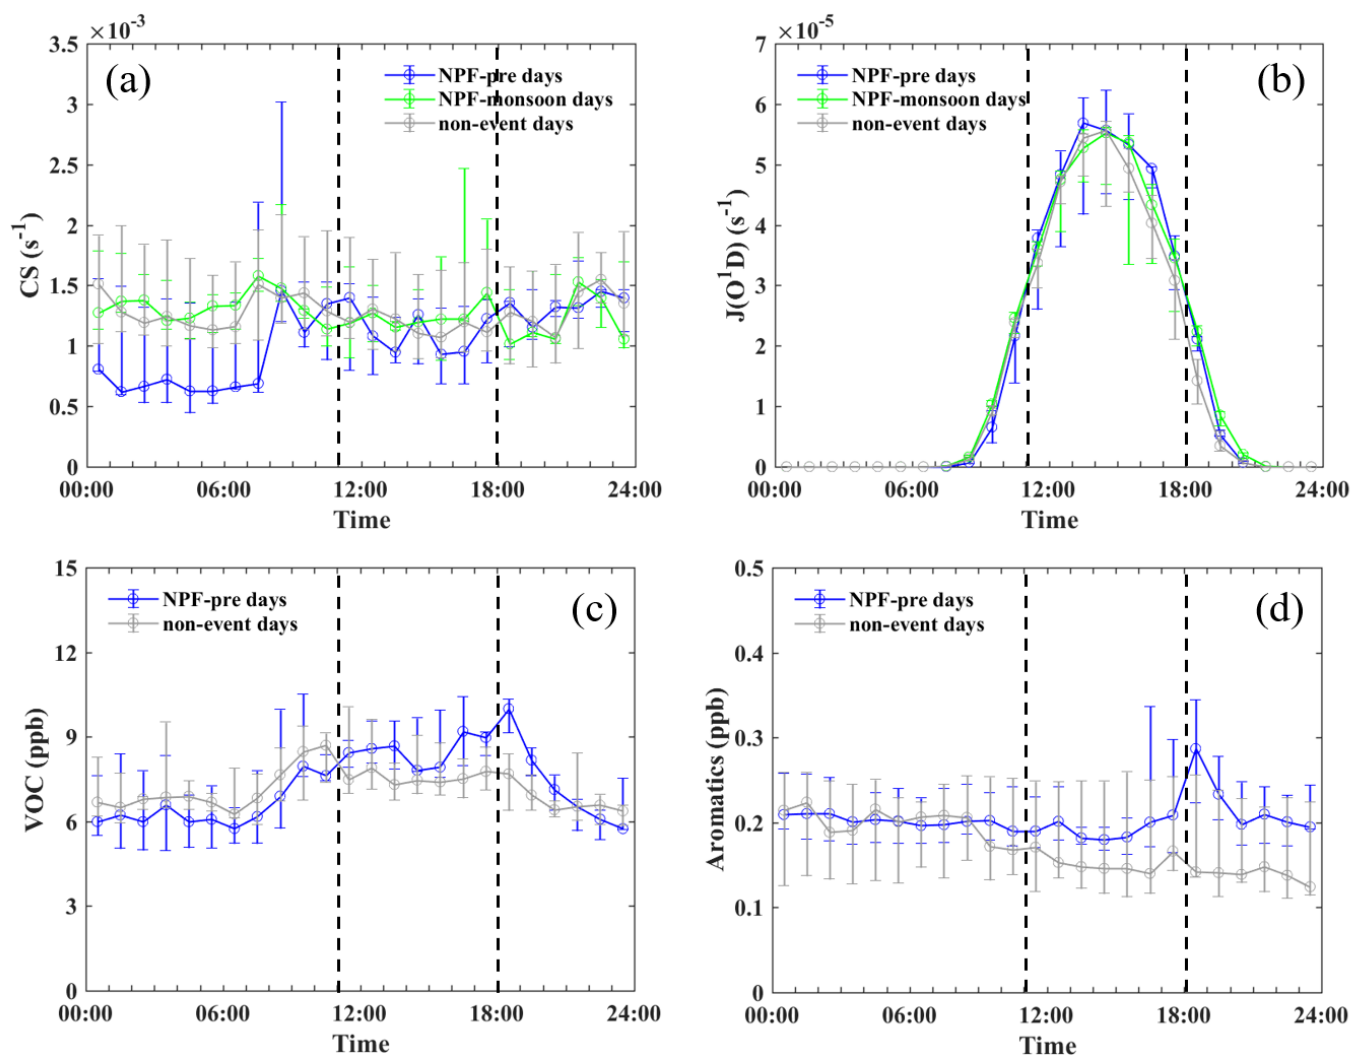 ×10⁻³
3.5
3
2.5
2
1.5
1
0.5
0
CS (s⁻¹)
(a)
NPF-pre days
NPF-monsoon days
non-event days
00:00 06:00 12:00 18:00 24:00
Time
×10⁻⁵
7
6
5
4
3
2
1
0
J(O¹D) (s⁻¹)
NPF-pre days
NPF-monsoon days
non-event days
(b)
00:00 06:00 12:00 18:00 24:00
Time
15
12
9
6
3
0
VOC (ppb)
NPF-pre days
non-event days
(c)
00:00 06:00 12:00 18:00 24:00
Time
0.5
0.4
0.3
0.2
0.1
0
Aromatics (ppb)
NPF-pre days
non-event days
(d)
00:00 06:00 12:00 18:00 24:00
Time